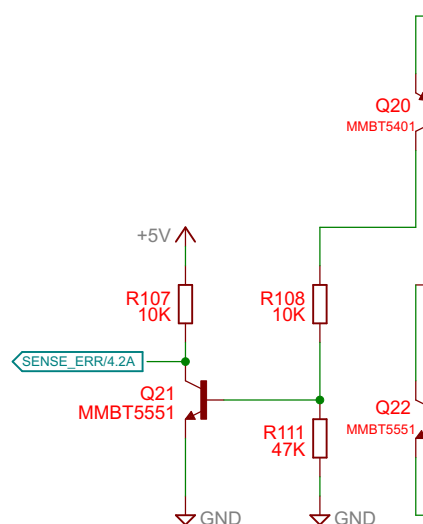 Q20
MMBT5401
+5V
R107
10K
R108
10K
SENSE_ERR/4.2A
Q21
MMBT5551
Q22
MMBT5551
R111
47K
GND
GND